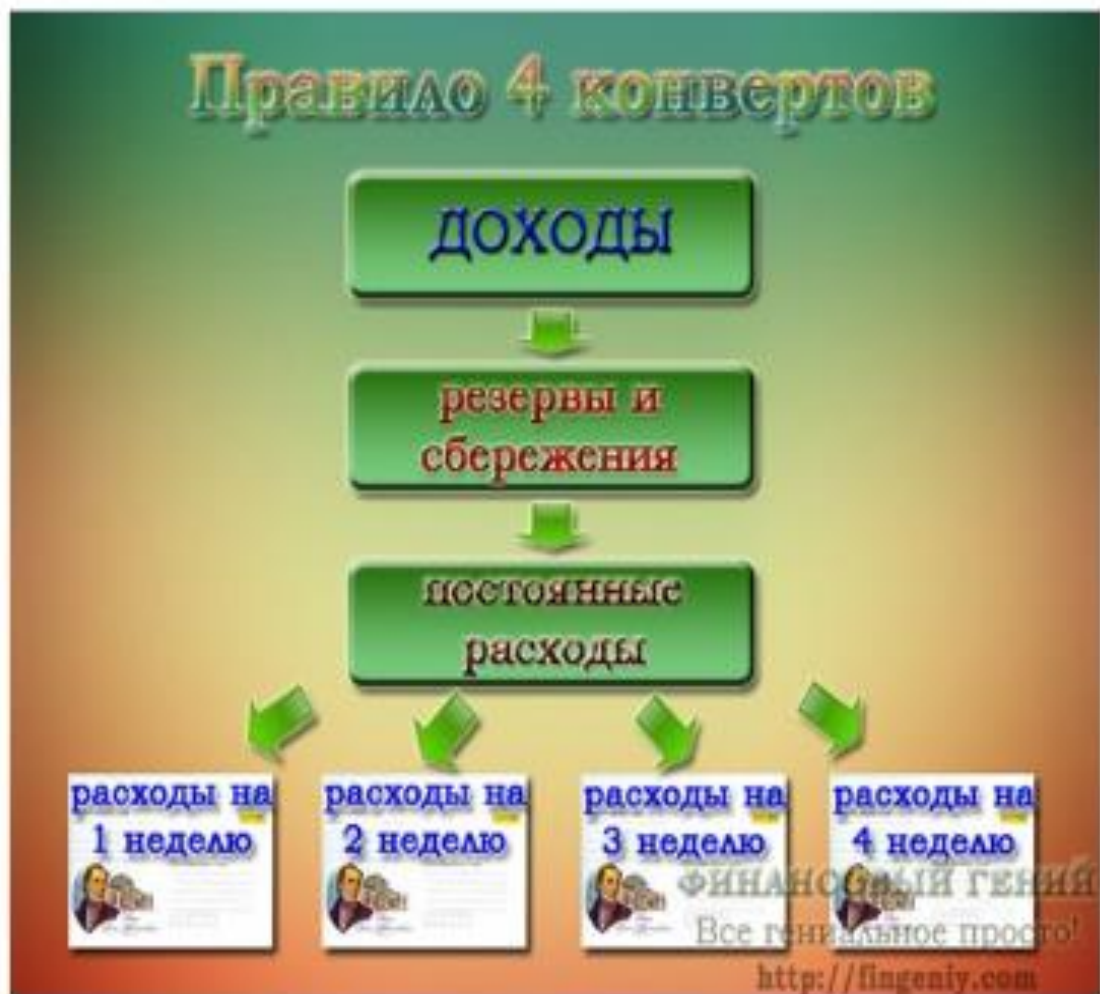 Правило 4 конвертов
ДОХОДЫ
резервы и
сбережения
постоянные
расходы
расходы на
1 неделю
расходы на
2 неделю
расходы на
3 неделю
расходы на
4 неделю
ФИНАНСОВЫЙ ГЕНИЙ
Все гениальное просто!
http://fingeniy.com